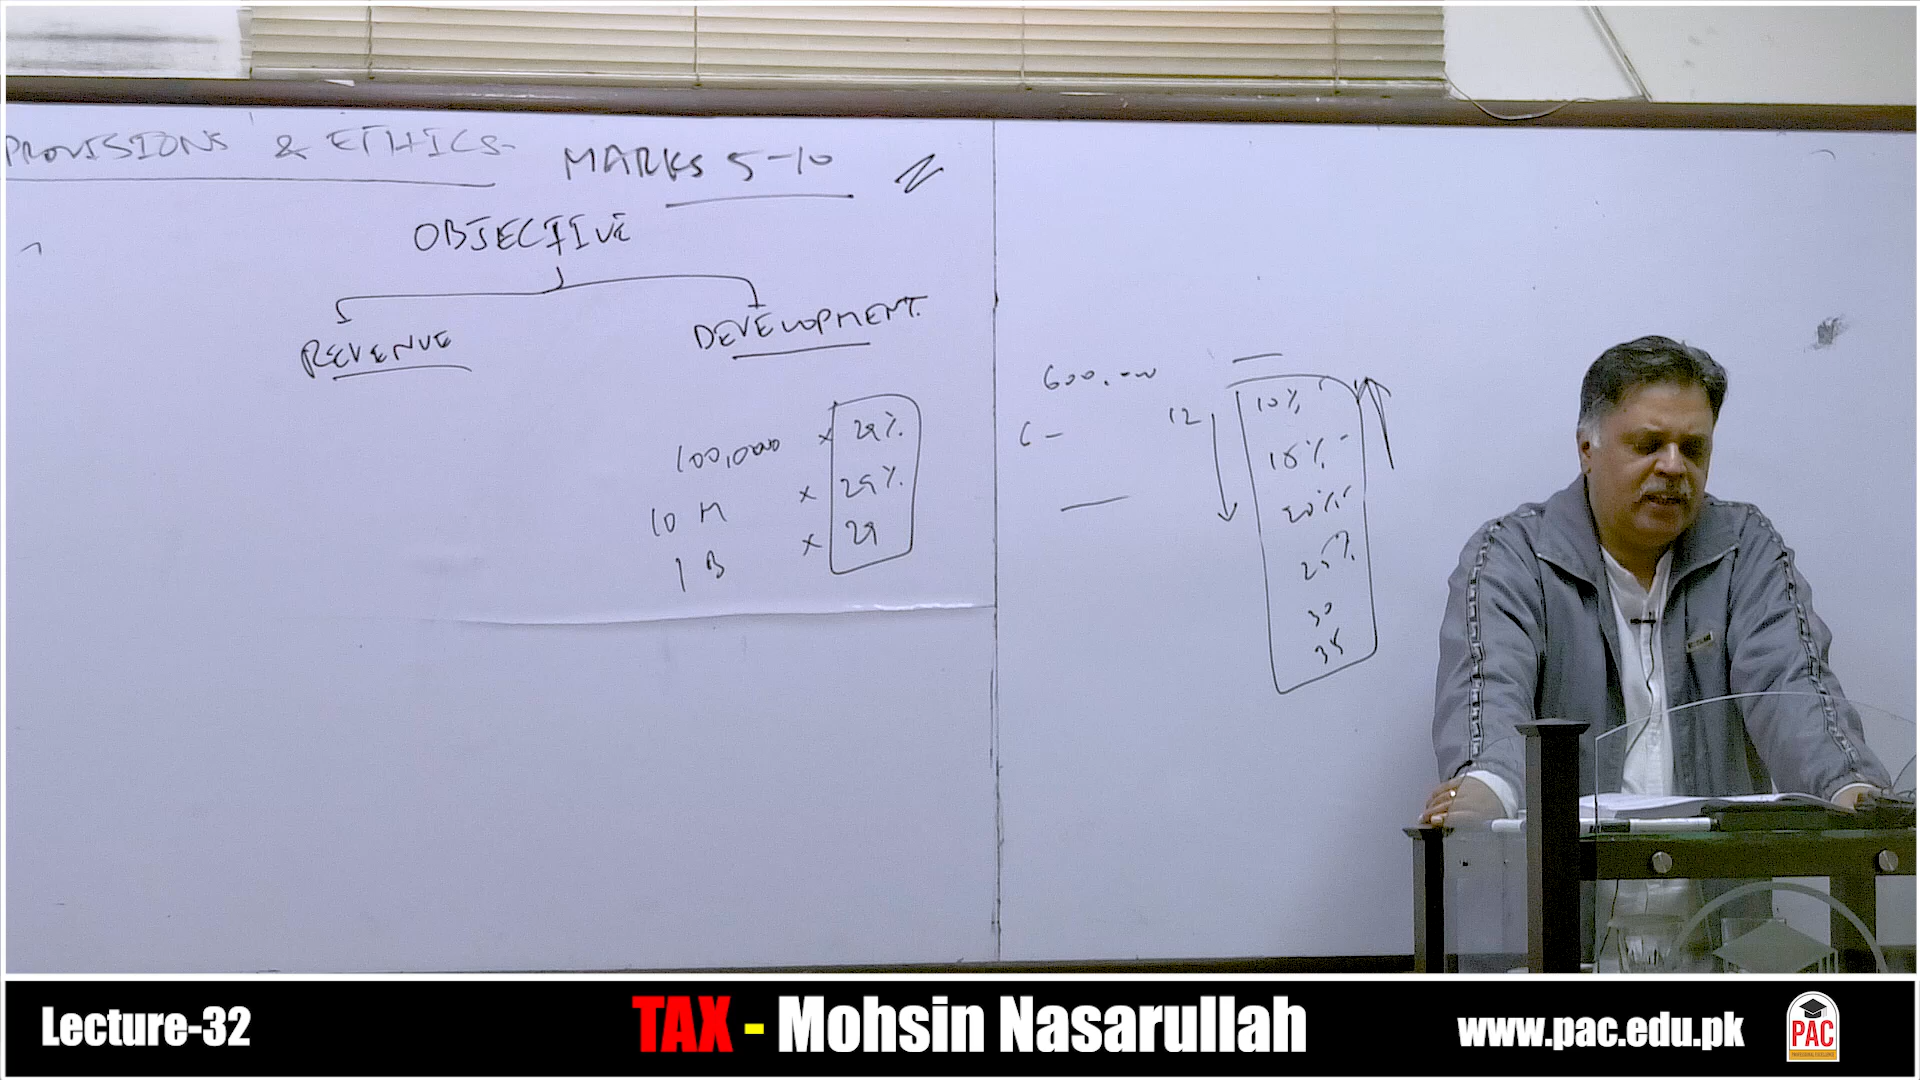 PROVISIONS & ETHICS-
MARKS 5-10
OBJECTIVE
REVENUE
DEVELOPMENT
100,000 × 29%
10 M × 29%
1 B × 29
600,000
12
10%
15%
20%
25%
30
35
Lecture-32
TAX - Mohsin Nasarullah
www.pac.edu.pk
PAC